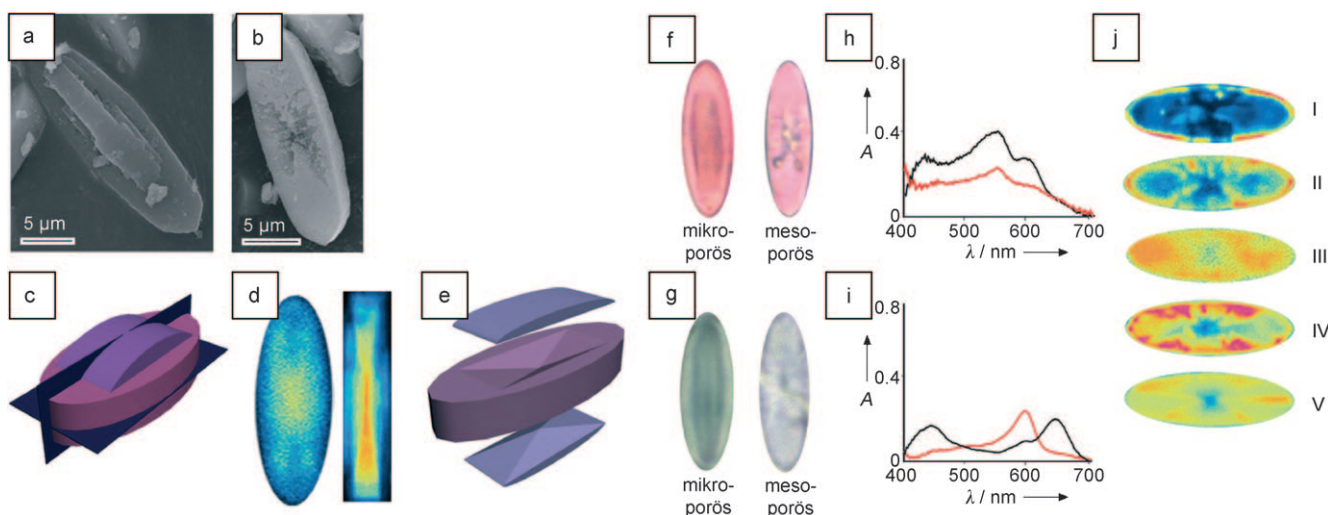 a
b
5 µm
5 µm
c
d
e
f
mikro-
porös
meso-
porös
g
mikro-
porös
meso-
porös
h
0.8
0.4
A
0
400 500 600 700
λ / nm
i
0.8
0.4
A
0
400 500 600 700
λ / nm
j
I
II
III
IV
V